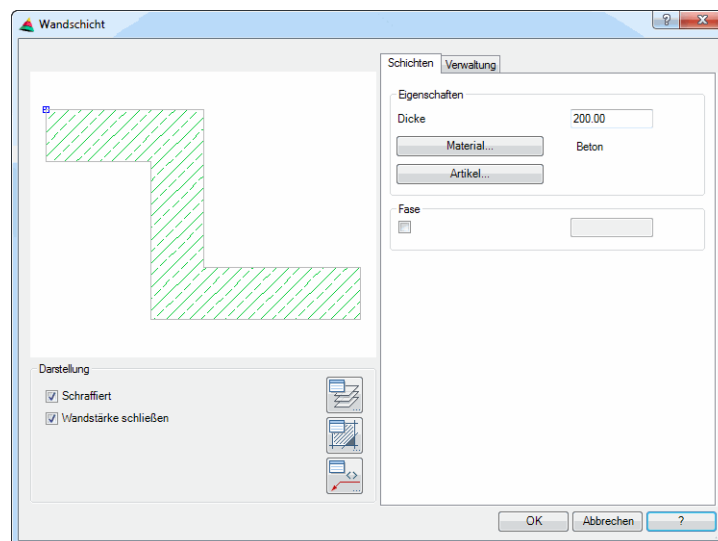 Wandschicht
Schichten
Verwaltung
Eigenschaften
Dicke
200.00
Material...
Beton
Artikel...
Fase
Darstellung
Schraffiert
Wandstärke schließen
OK
Abbrechen
?